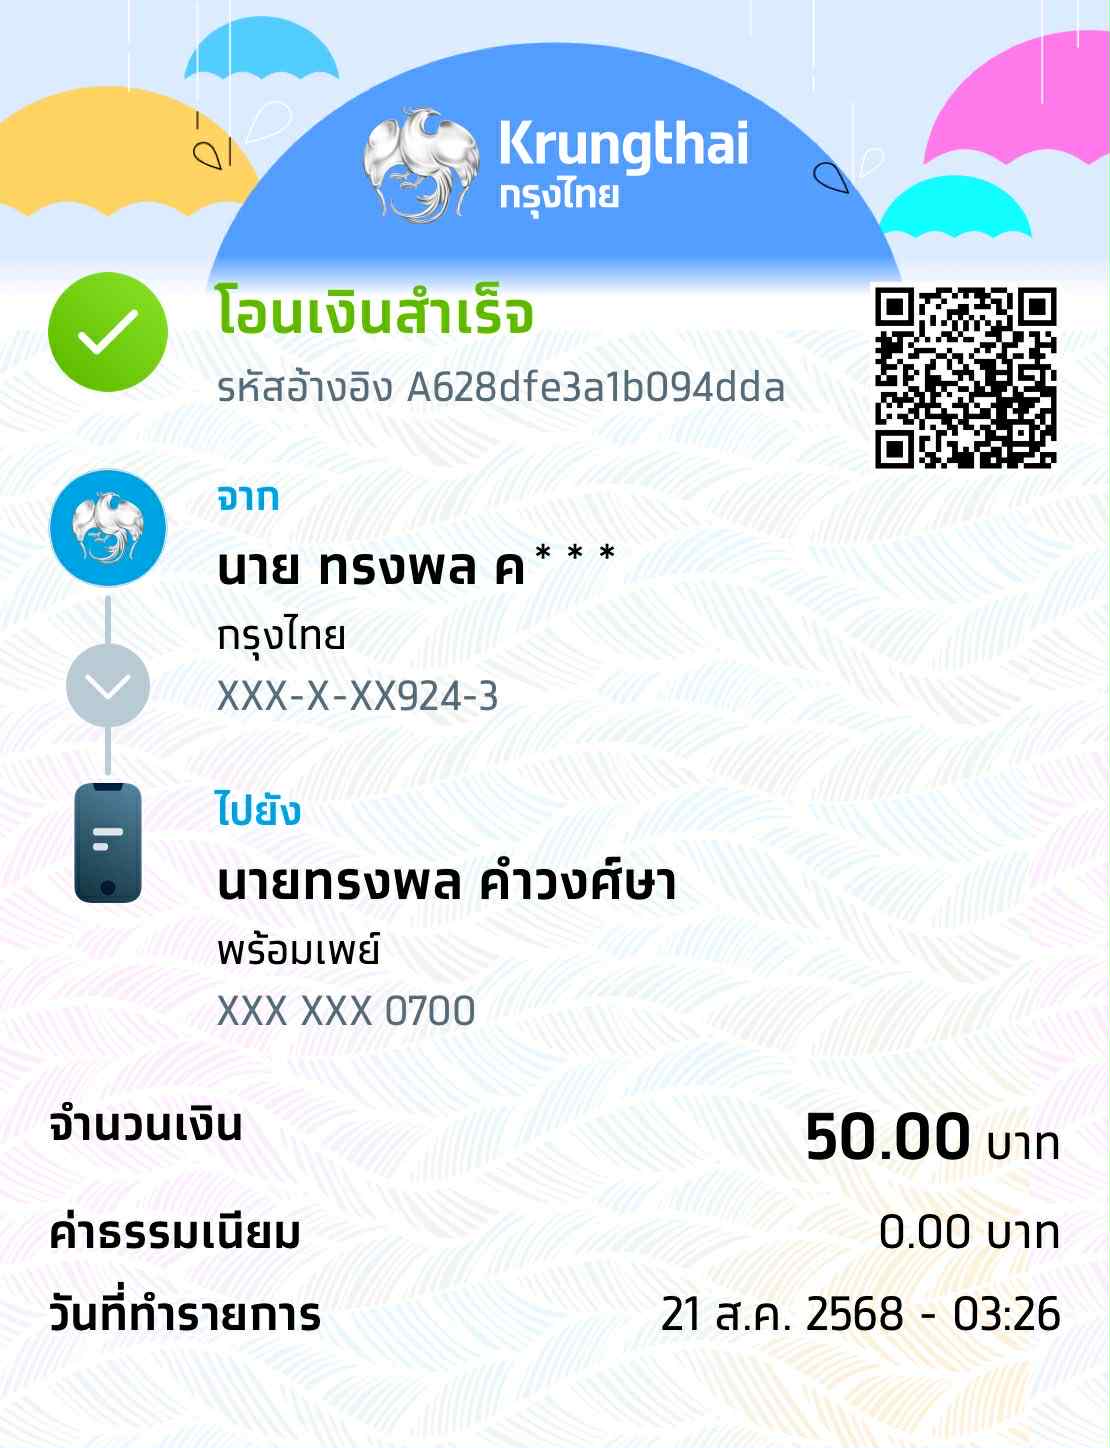 Krungthai
กรุงไทย
โอนเงินสำเร็จ
รหัสอ้างอิง A628dfe3a1b094dda
จาก
นาย ทรงพล ค***
กรุงไทย
XXX-X-XX924-3
ไปยัง
นายทรงพล คำวงศ์ษา
พร้อมเพย์
XXX XXX 0700
จำนวนเงิน 50.00 บาท
ค่าธรรมเนียม 0.00 บาท
วันที่ทำรายการ 21 ส.ค. 2568 - 03:26